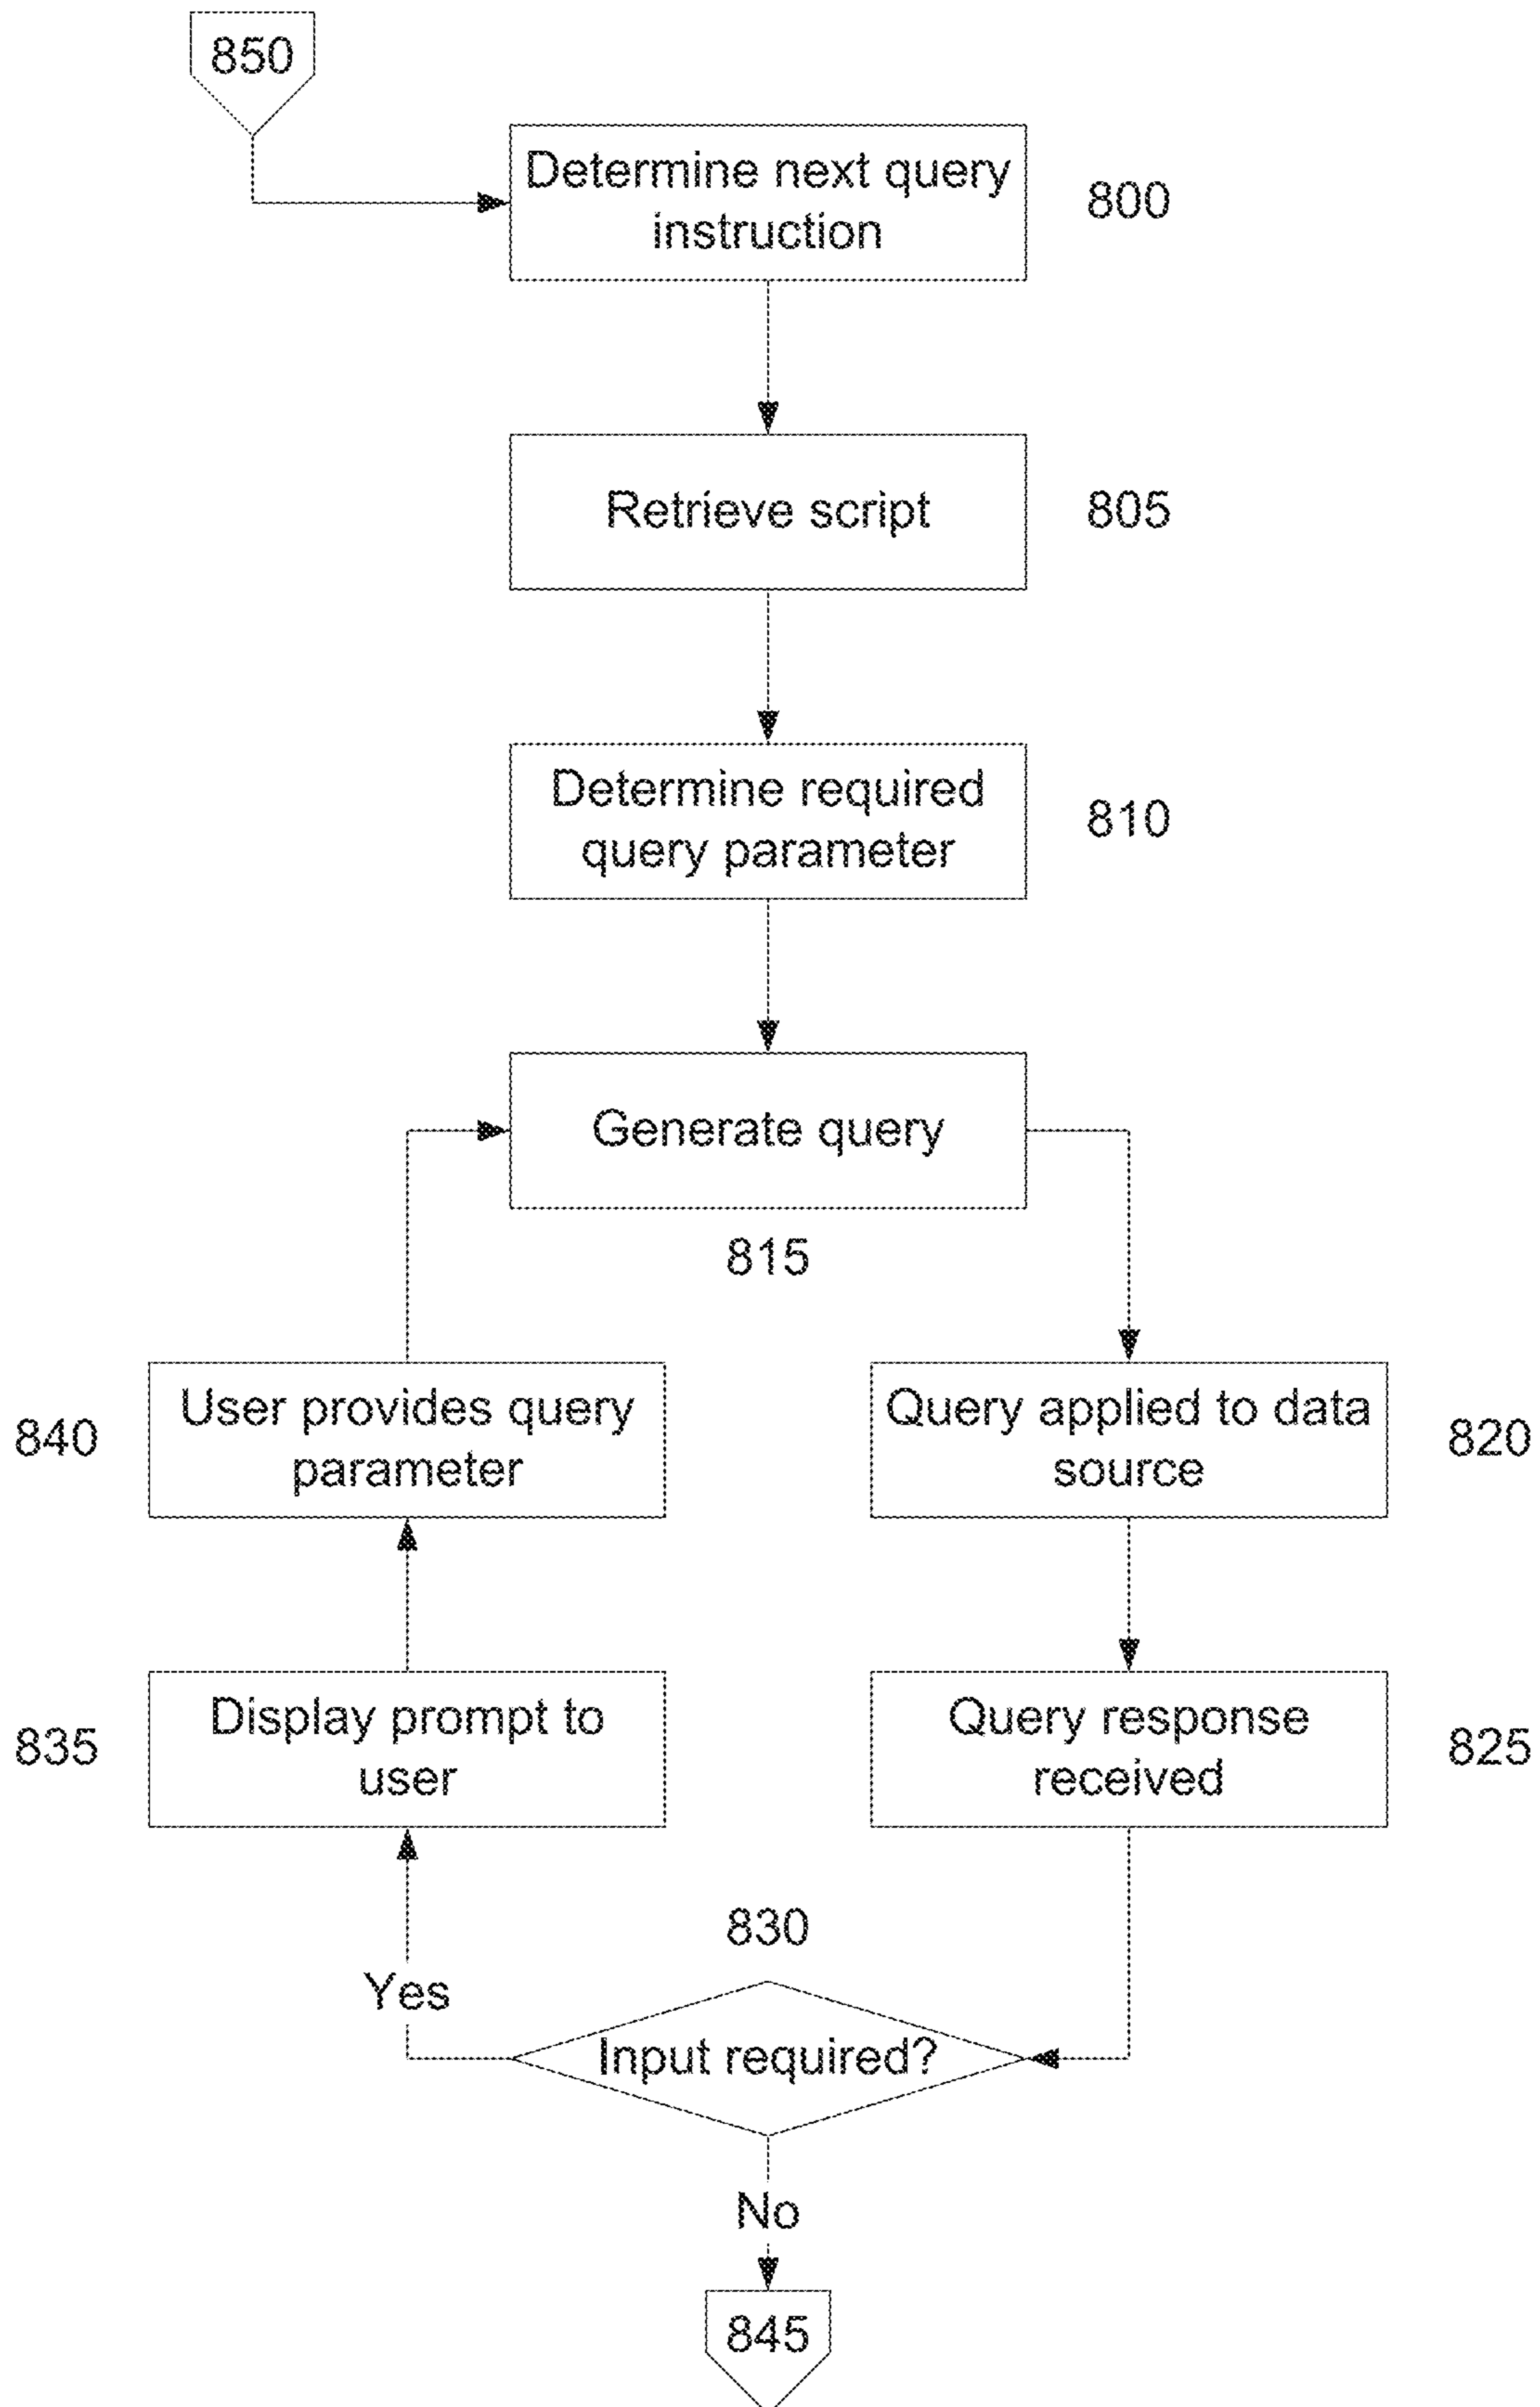 850
Determine next query
instruction
800
Retrieve script
805
Determine required
query parameter
810
Generate query
815
User provides query
parameter
840
Query applied to data
source
820
Display prompt to
user
835
Query response
received
825
830
Yes
Input required?
No
845